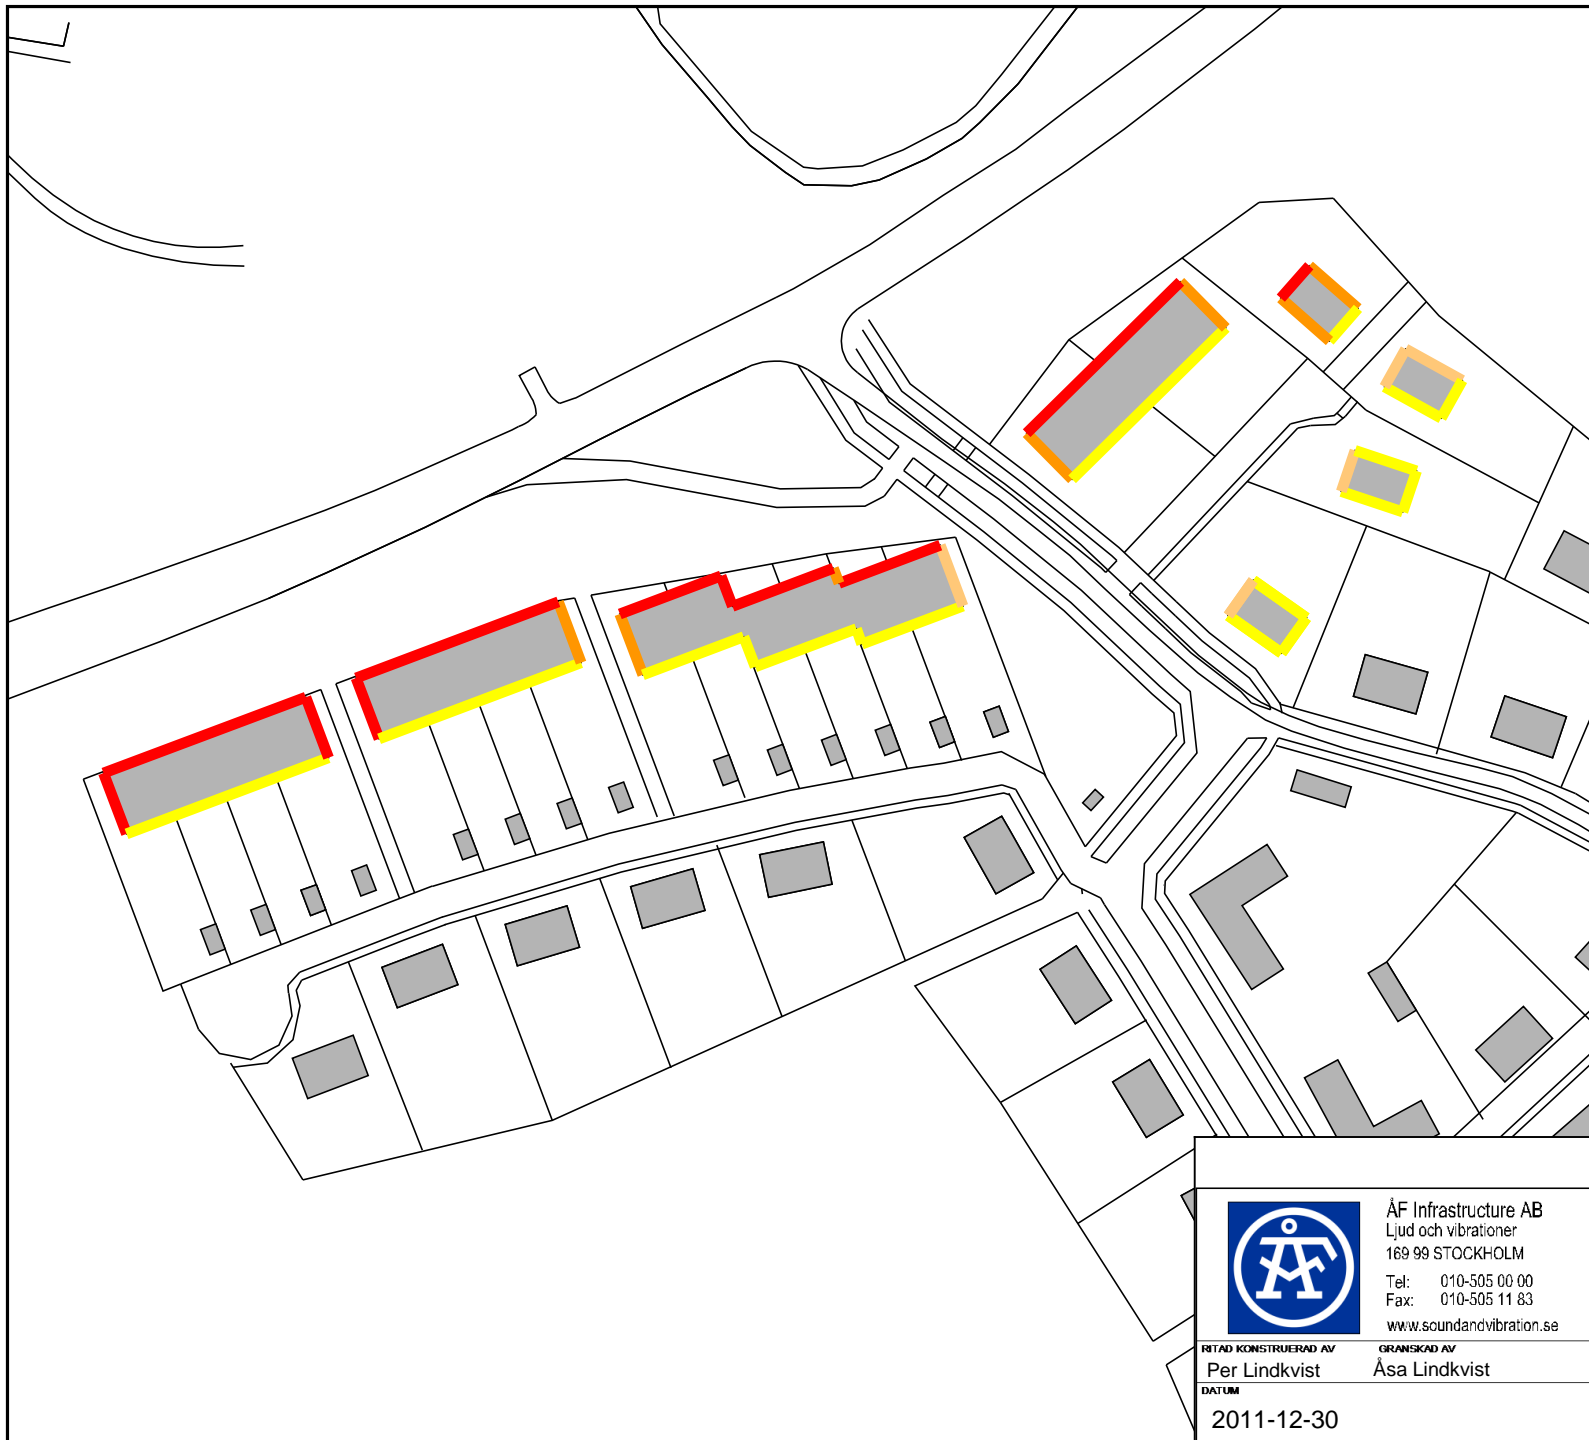 ÅF
ÅF Infrastructure AB
Ljud och vibrationer
169 99 STOCKHOLM
Tel: 010-505 00 00
Fax: 010-505 11 83
www.soundandvibration.se
RITAD KONSTRUERAD AV GRANSKAD AV
Per Lindkvist Åsa Lindkvist
DATUM
2011-12-30